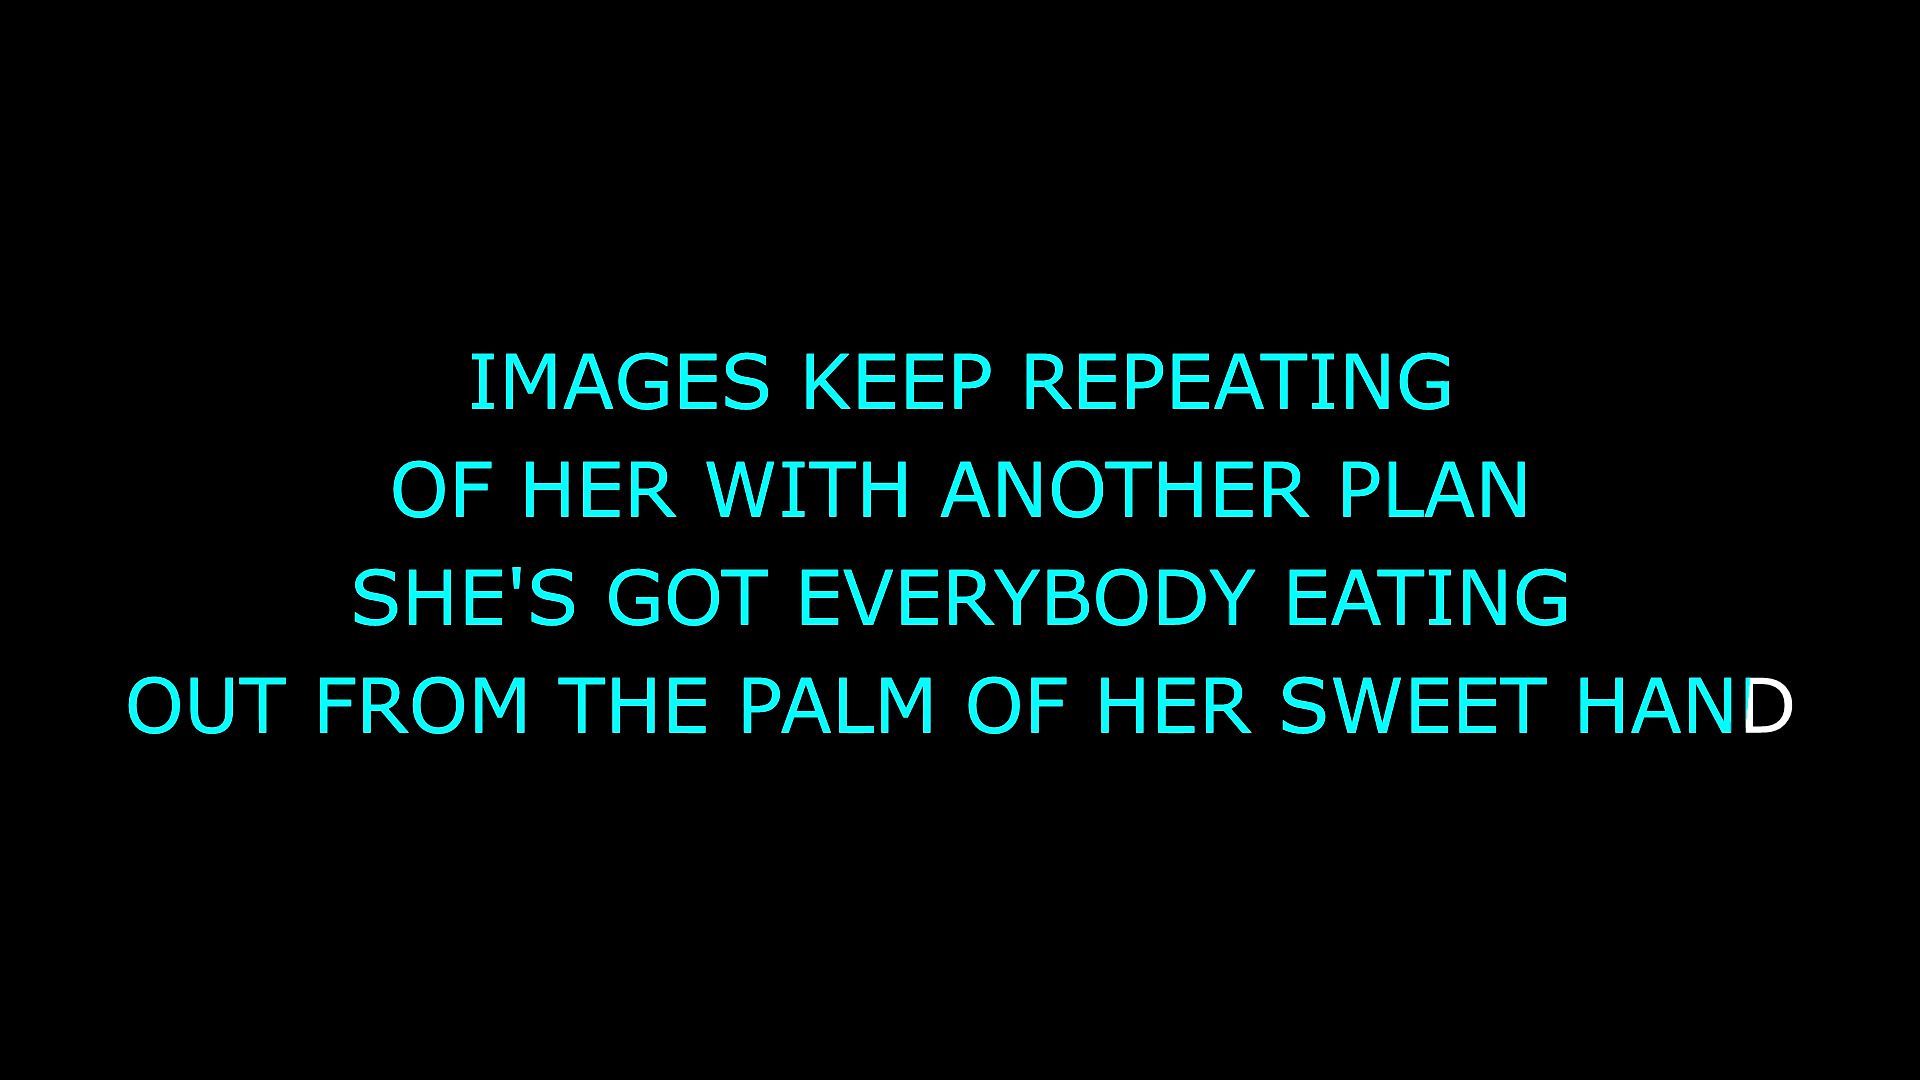 IMAGES KEEP REPEATING
OF HER WITH ANOTHER PLAN
SHE'S GOT EVERYBODY EATING
OUT FROM THE PALM OF HER SWEET HAND